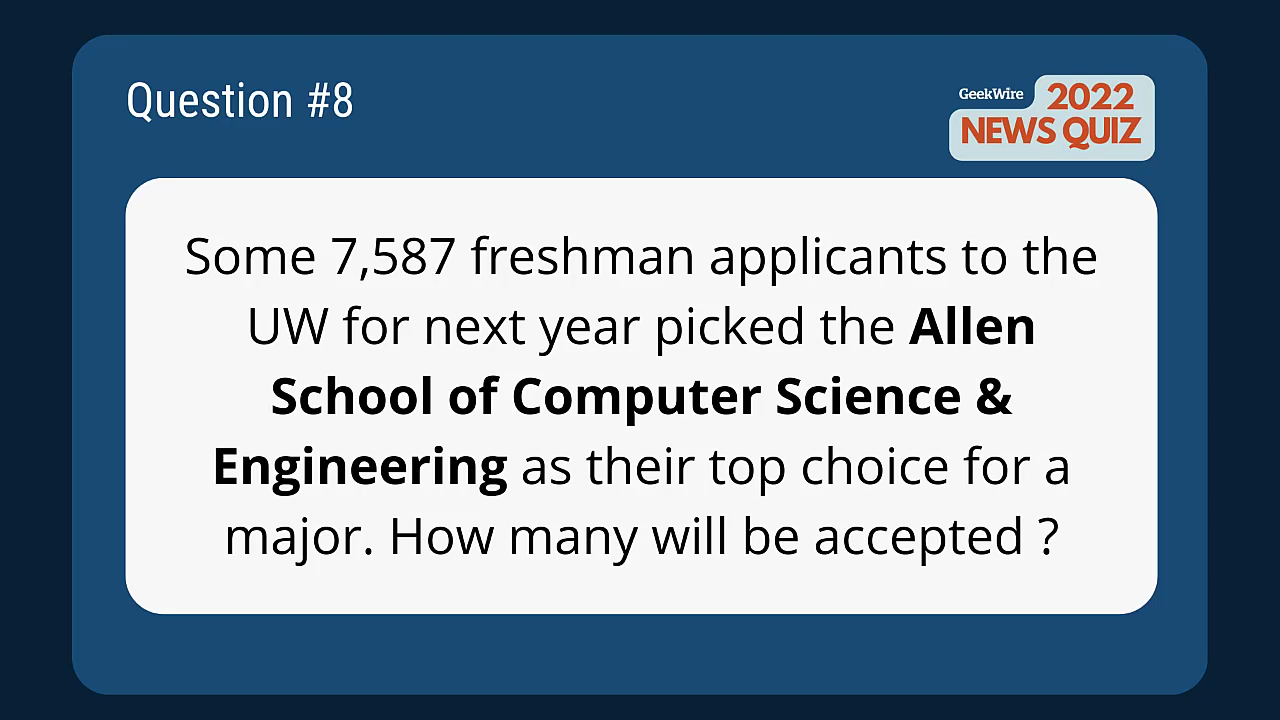 Question #8
GeekWire 2022
NEWS QUIZ
Some 7,587 freshman applicants to the
UW for next year picked the Allen
School of Computer Science &
Engineering as their top choice for a
major. How many will be accepted ?